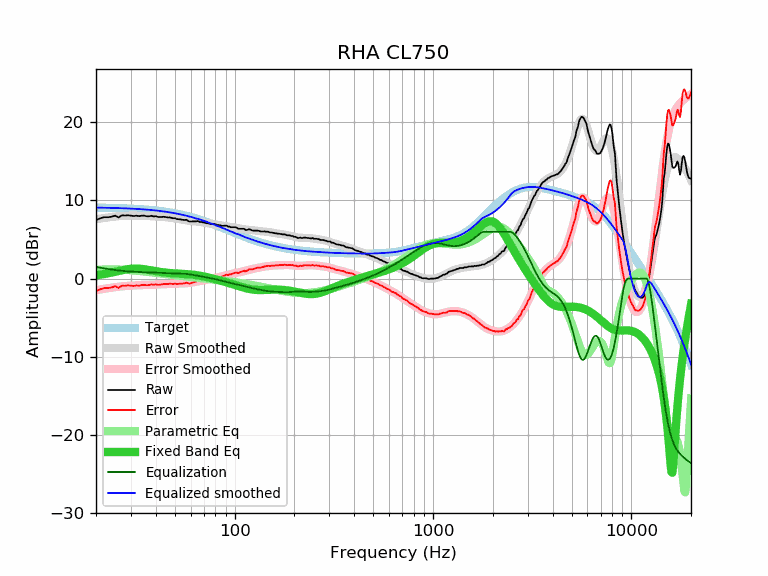 RHA CL750
Amplitude (dBr)
20
10
0
−10
−20
−30
Target
Raw Smoothed
Error Smoothed
Raw
Error
Parametric Eq
Fixed Band Eq
Equalization
Equalized smoothed
100
1000
10000
Frequency (Hz)